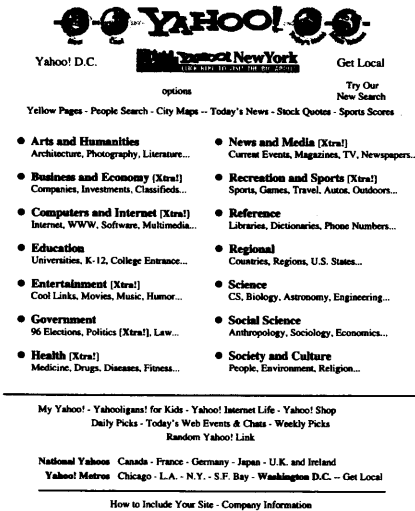 YAHOO!
Yahoo! D.C.
YAHOO! New York
CLICK HERE TO VISIT THE BIG APPLE!
Get Local
options
Try Our
New Search
Yellow Pages - People Search - City Maps -- Today's News - Stock Quotes - Sports Scores
Arts and Humanities
Architecture, Photography, Literature...
Business and Economy [Xtra!]
Companies, Investments, Classifieds...
Computers and Internet [Xtra!]
Internet, WWW, Software, Multimedia...
Education
Universities, K-12, College Entrance...
Entertainment [Xtra!]
Cool Links, Movies, Music, Humor...
Government
96 Elections, Politics [Xtra!], Law...
Health [Xtra!]
Medicine, Drugs, Diseases, Fitness...
News and Media [Xtra!]
Current Events, Magazines, TV, Newspapers...
Recreation and Sports [Xtra!]
Sports, Games, Travel, Autos, Outdoors...
Reference
Libraries, Dictionaries, Phone Numbers...
Regional
Countries, Regions, U.S. States...
Science
CS, Biology, Astronomy, Engineering...
Social Science
Anthropology, Sociology, Economics...
Society and Culture
People, Environment, Religion...
My Yahoo! - Yahooligans! for Kids - Yahoo! Internet Life - Yahoo! Shop
Daily Picks - Today's Web Events & Chats - Weekly Picks
Random Yahoo! Link
National Yahoos Canada - France - Germany - Japan - U.K. and Ireland
Yahoo! Metros Chicago - L.A. - N.Y. - S.F. Bay - Washington D.C. -- Get Local
How to Include Your Site - Company Information